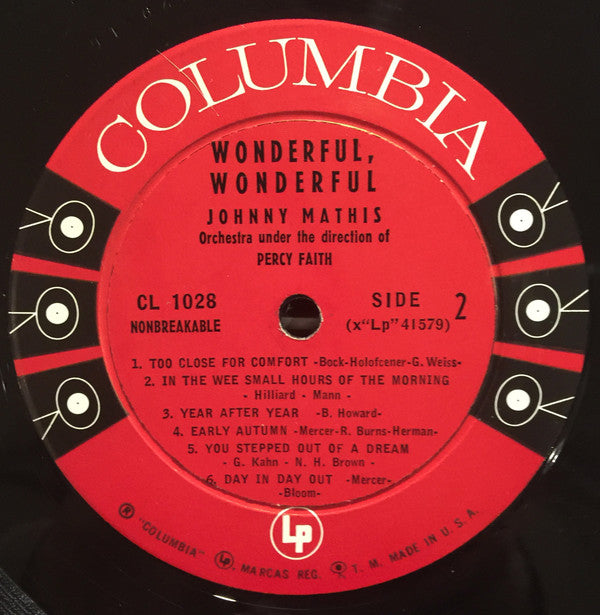 COLUMBIA
WONDERFUL,
WONDERFUL
JOHNNY MATHIS
Orchestra under the direction of
PERCY FAITH
CL 1028
NONBREAKABLE
SIDE 2
(x"Lp" 41579)
1. TOO CLOSE FOR COMFORT -Bock-Holofcener-G. Weiss-
2. IN THE WEE SMALL HOURS OF THE MORNING
- Hilliard - Mann -
3. YEAR AFTER YEAR -B. Howard-
4. EARLY AUTUMN -Mercer-R. Burns-Herman-
5. YOU STEPPED OUT OF A DREAM
- G. Kahn - N. H. Brown -
6. DAY IN DAY OUT -Mercer-
-Bloom-
LP
® "COLUMBIA" LP, MARCAS REG. ® T. M. MADE IN U. S. A.